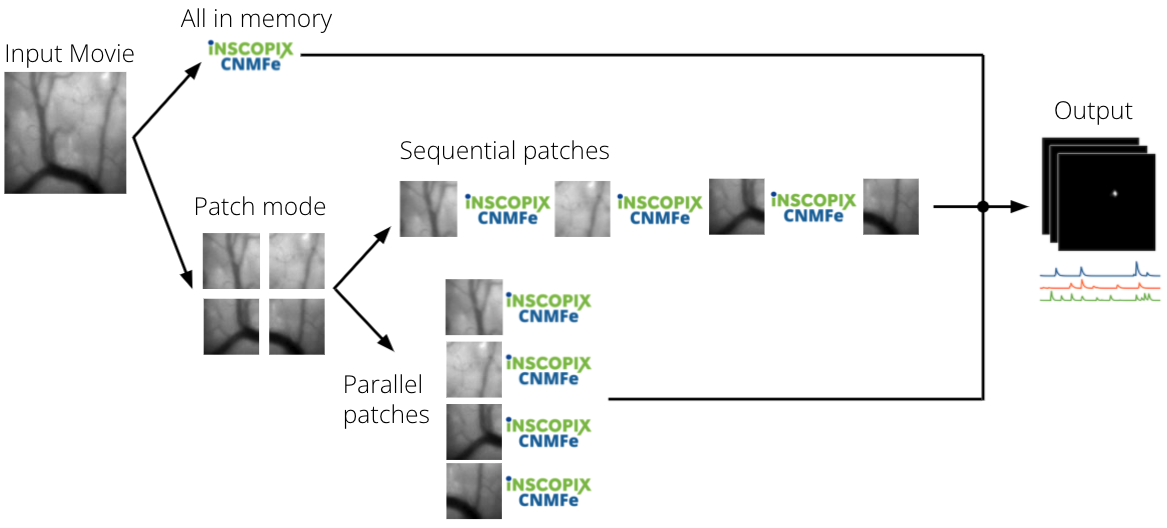 All in memory
Input Movie
iNSCOPIX
CNMFe
Output
Sequential patches
iNSCOPIX
CNMFe
iNSCOPIX
CNMFe
iNSCOPIX
CNMFe
Patch mode
iNSCOPIX
CNMFe
iNSCOPIX
CNMFe
Parallel
patches
iNSCOPIX
CNMFe
iNSCOPIX
CNMFe